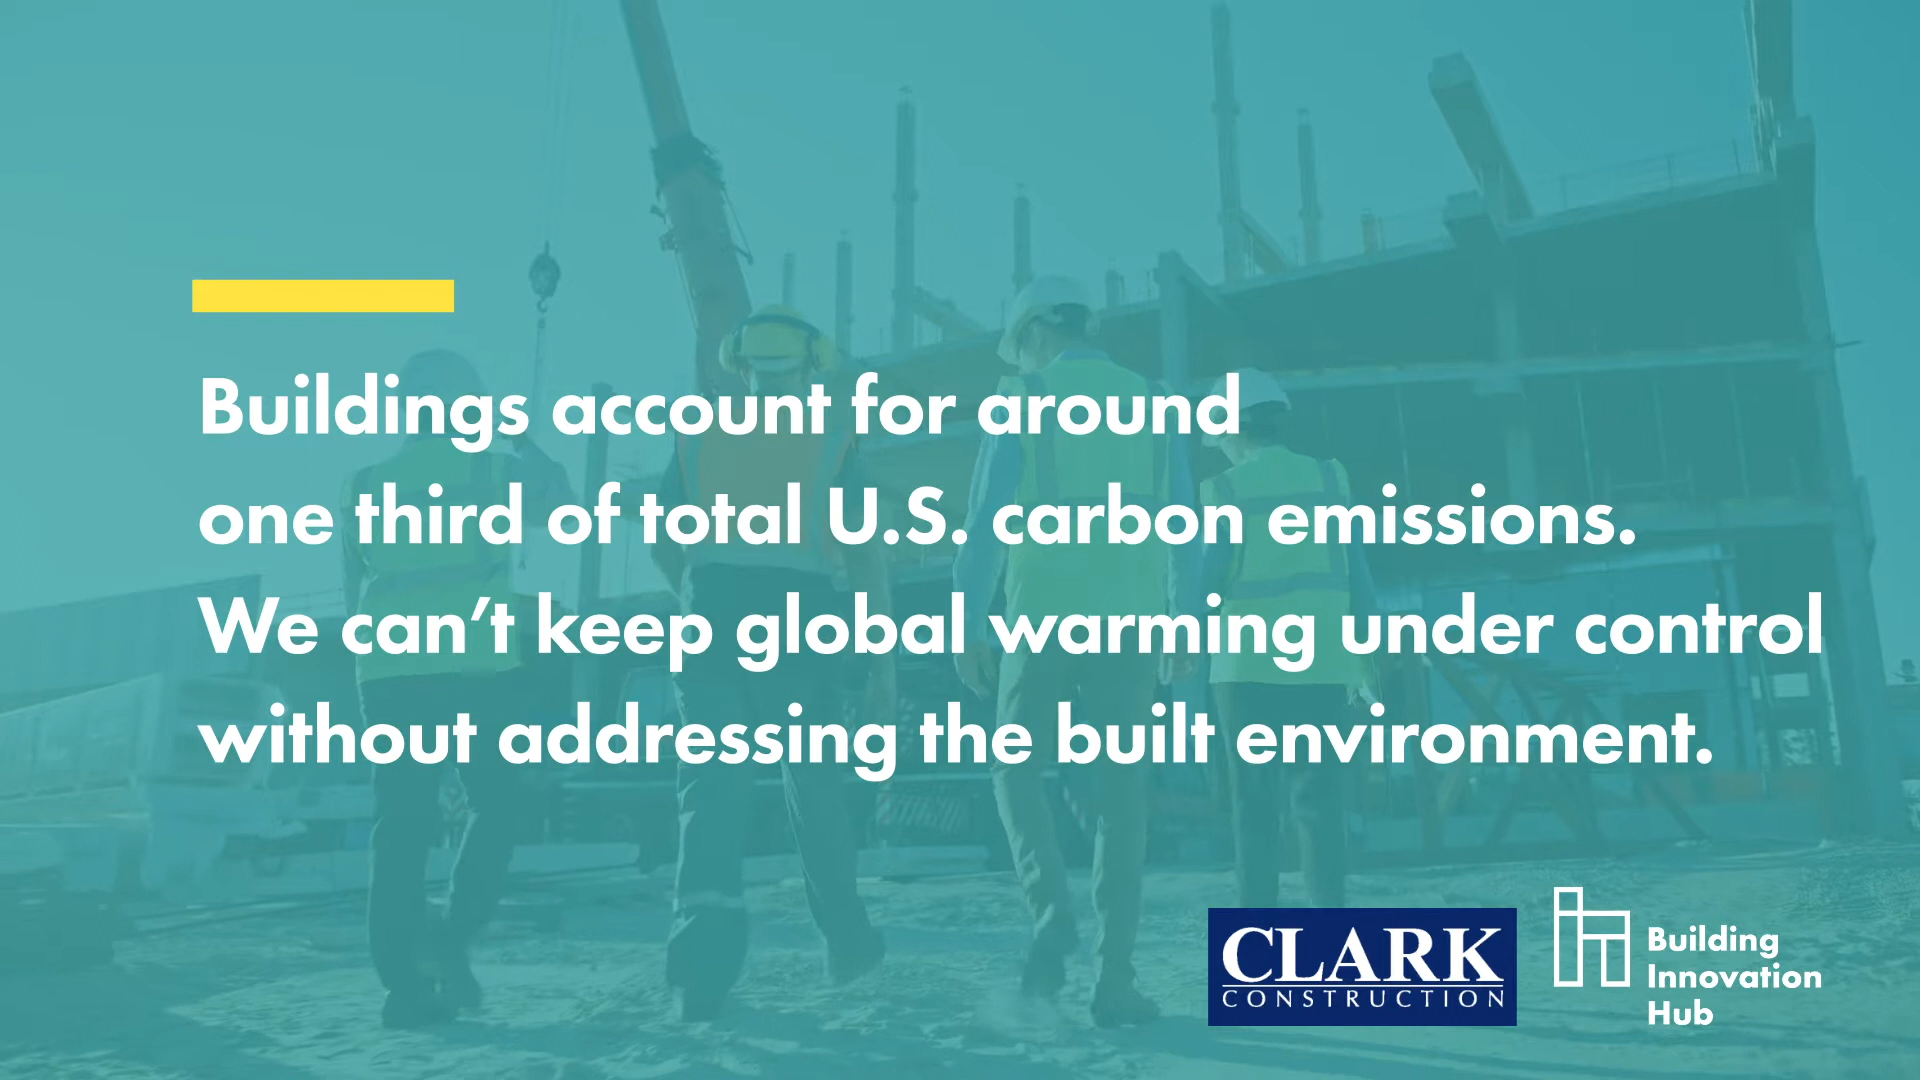 Buildings account for around
one third of total U.S. carbon emissions.
We can’t keep global warming under control
without addressing the built environment.
CLARK
CONSTRUCTION
Building
Innovation
Hub